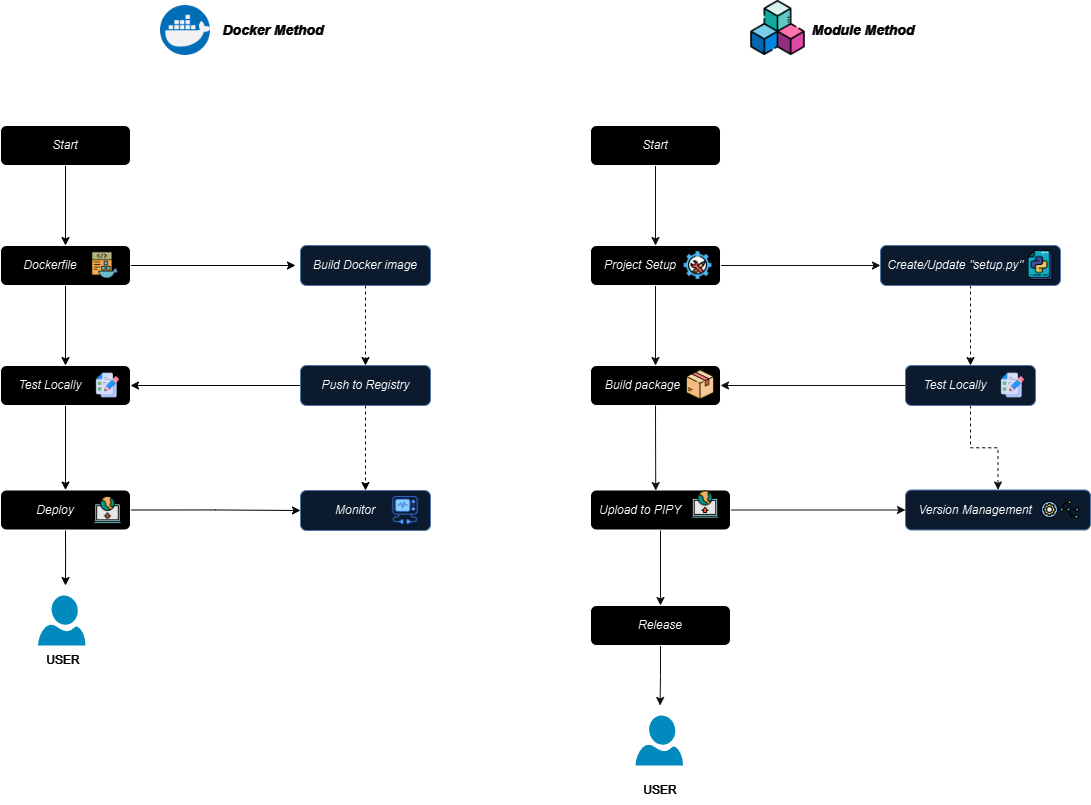 Docker Method
Start
Dockerfile
Build Docker image
Test Locally
Push to Registry
Deploy
Monitor
USER
Module Method
Start
Project Setup
Create/Update "setup.py"
Build package
Test Locally
Upload to PIPY
Version Management
Release
USER